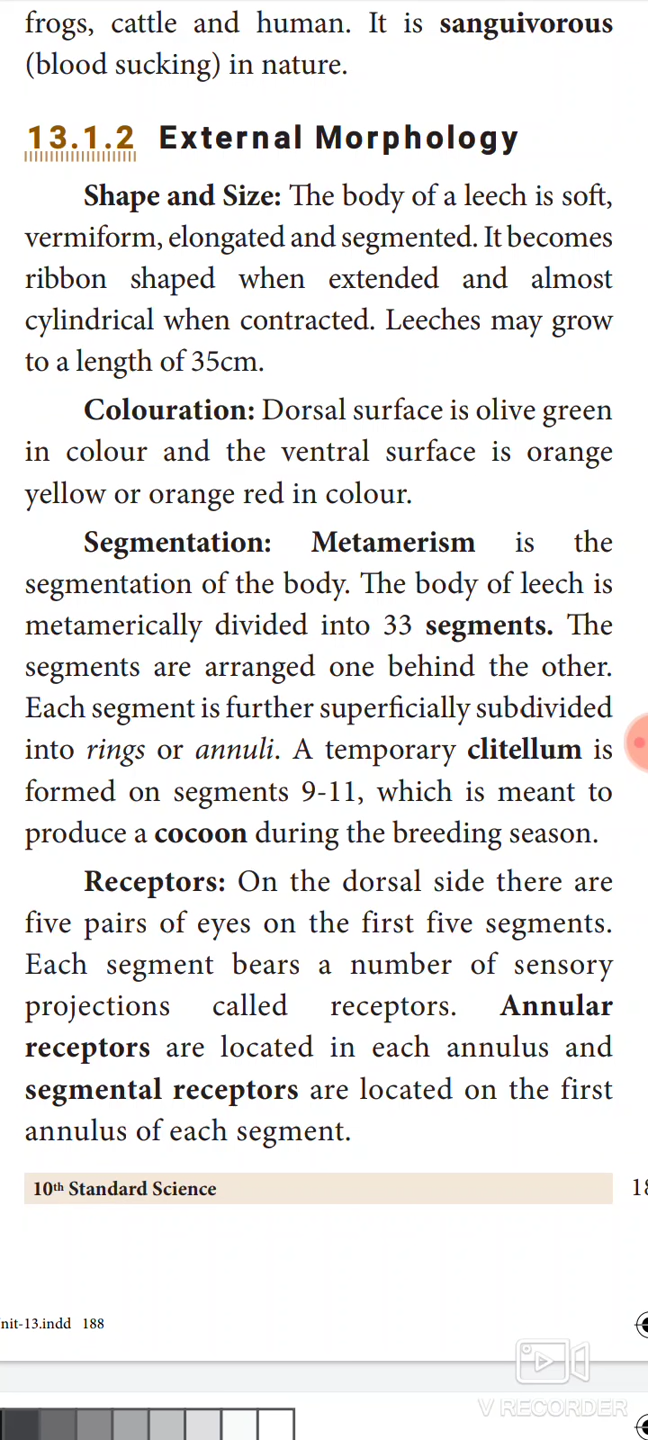 frogs, cattle and human. It is sanguivorous
(blood sucking) in nature.
13.1.2 External Morphology
Shape and Size: The body of a leech is soft,
vermiform, elongated and segmented. It becomes
ribbon shaped when extended and almost
cylindrical when contracted. Leeches may grow
to a length of 35cm.
Colouration: Dorsal surface is olive green
in colour and the ventral surface is orange
yellow or orange red in colour.
Segmentation: Metamerism is the
segmentation of the body. The body of leech is
metamerically divided into 33 segments. The
segments are arranged one behind the other.
Each segment is further superficially subdivided
into rings or annuli. A temporary clitellum is
formed on segments 9-11, which is meant to
produce a cocoon during the breeding season.
Receptors: On the dorsal side there are
five pairs of eyes on the first five segments.
Each segment bears a number of sensory
projections called receptors. Annular
receptors are located in each annulus and
segmental receptors are located on the first
annulus of each segment.
10th Standard Science
nit-13.indd 188
V RECORDER